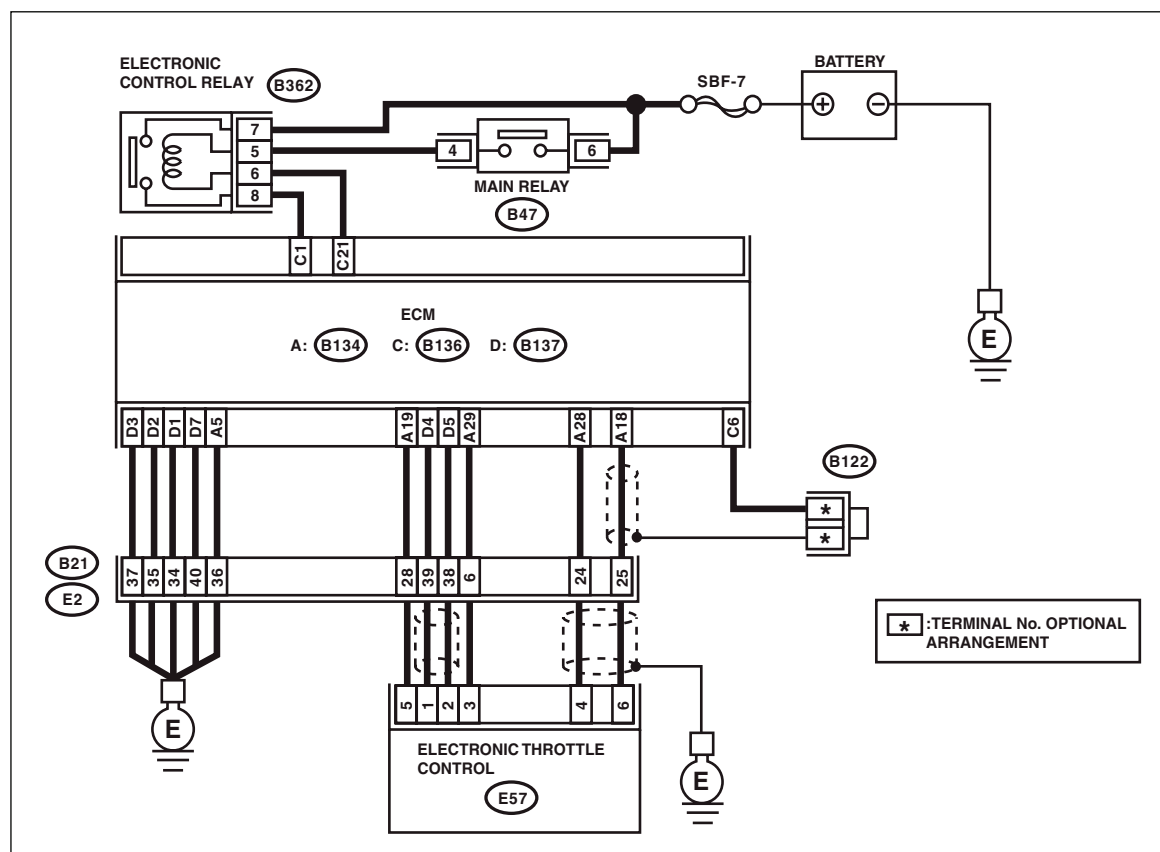 ELECTRONIC
CONTROL RELAY
B362
SBF-7
BATTERY
7
5
6
8
4
6
MAIN RELAY
B47
C1
C21
ECM
A: B134 C: B136 D: B137
E
D3
D2
D1
D7
A5
A19
D4
D5
A29
A28
A18
C6
B122
*
*
B21
E2
37
35
34
40
36
28
39
38
6
24
25
* :TERMINAL No. OPTIONAL
ARRANGEMENT
5
1
2
3
4
6
E
ELECTRONIC THROTTLE
CONTROL
E57
E